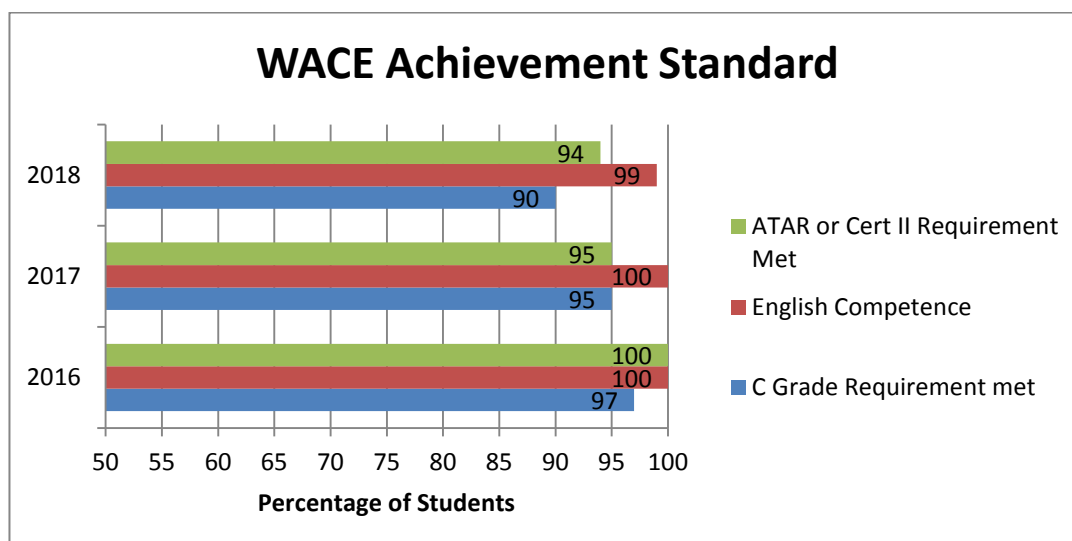 WACE Achievement Standard
94
2018
99
90
95
2017
100
95
100
2016
100
97
ATAR or Cert II Requirement
Met
English Competence
C Grade Requirement met
50 55 60 65 70 75 80 85 90 95 100
Percentage of Students